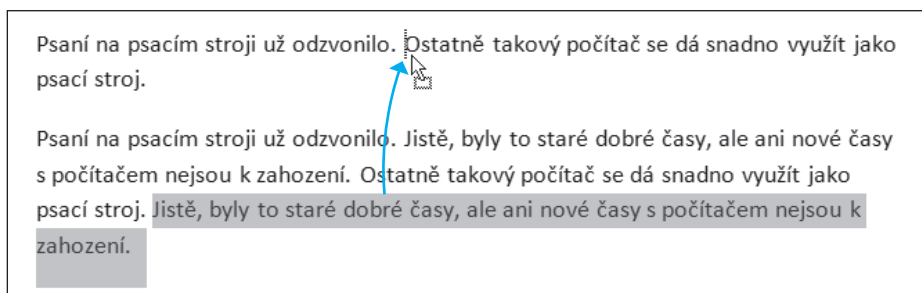 Psaní na psacím stroji už odzvonilo. Ostatně takový počítač se dá snadno využít jako
psací stroj.
Psaní na psacím stroji už odzvonilo. Jistě, byly to staré dobré časy, ale ani nové časy
s počítačem nejsou k zahození. Ostatně takový počítač se dá snadno využít jako
psací stroj. Jistě, byly to staré dobré časy, ale ani nové časy s počítačem nejsou k
zahození.